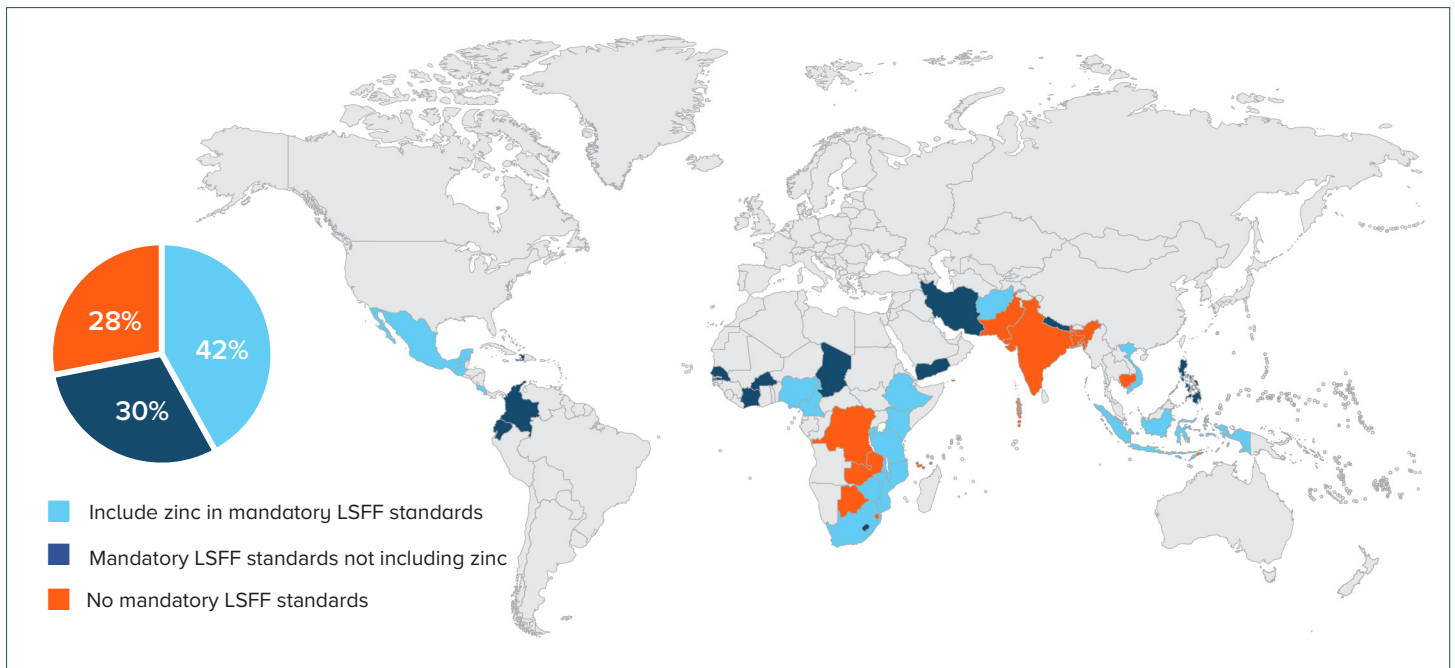 28%
42%
30%
Include zinc in mandatory LSFF standards
Mandatory LSFF standards not including zinc
No mandatory LSFF standards